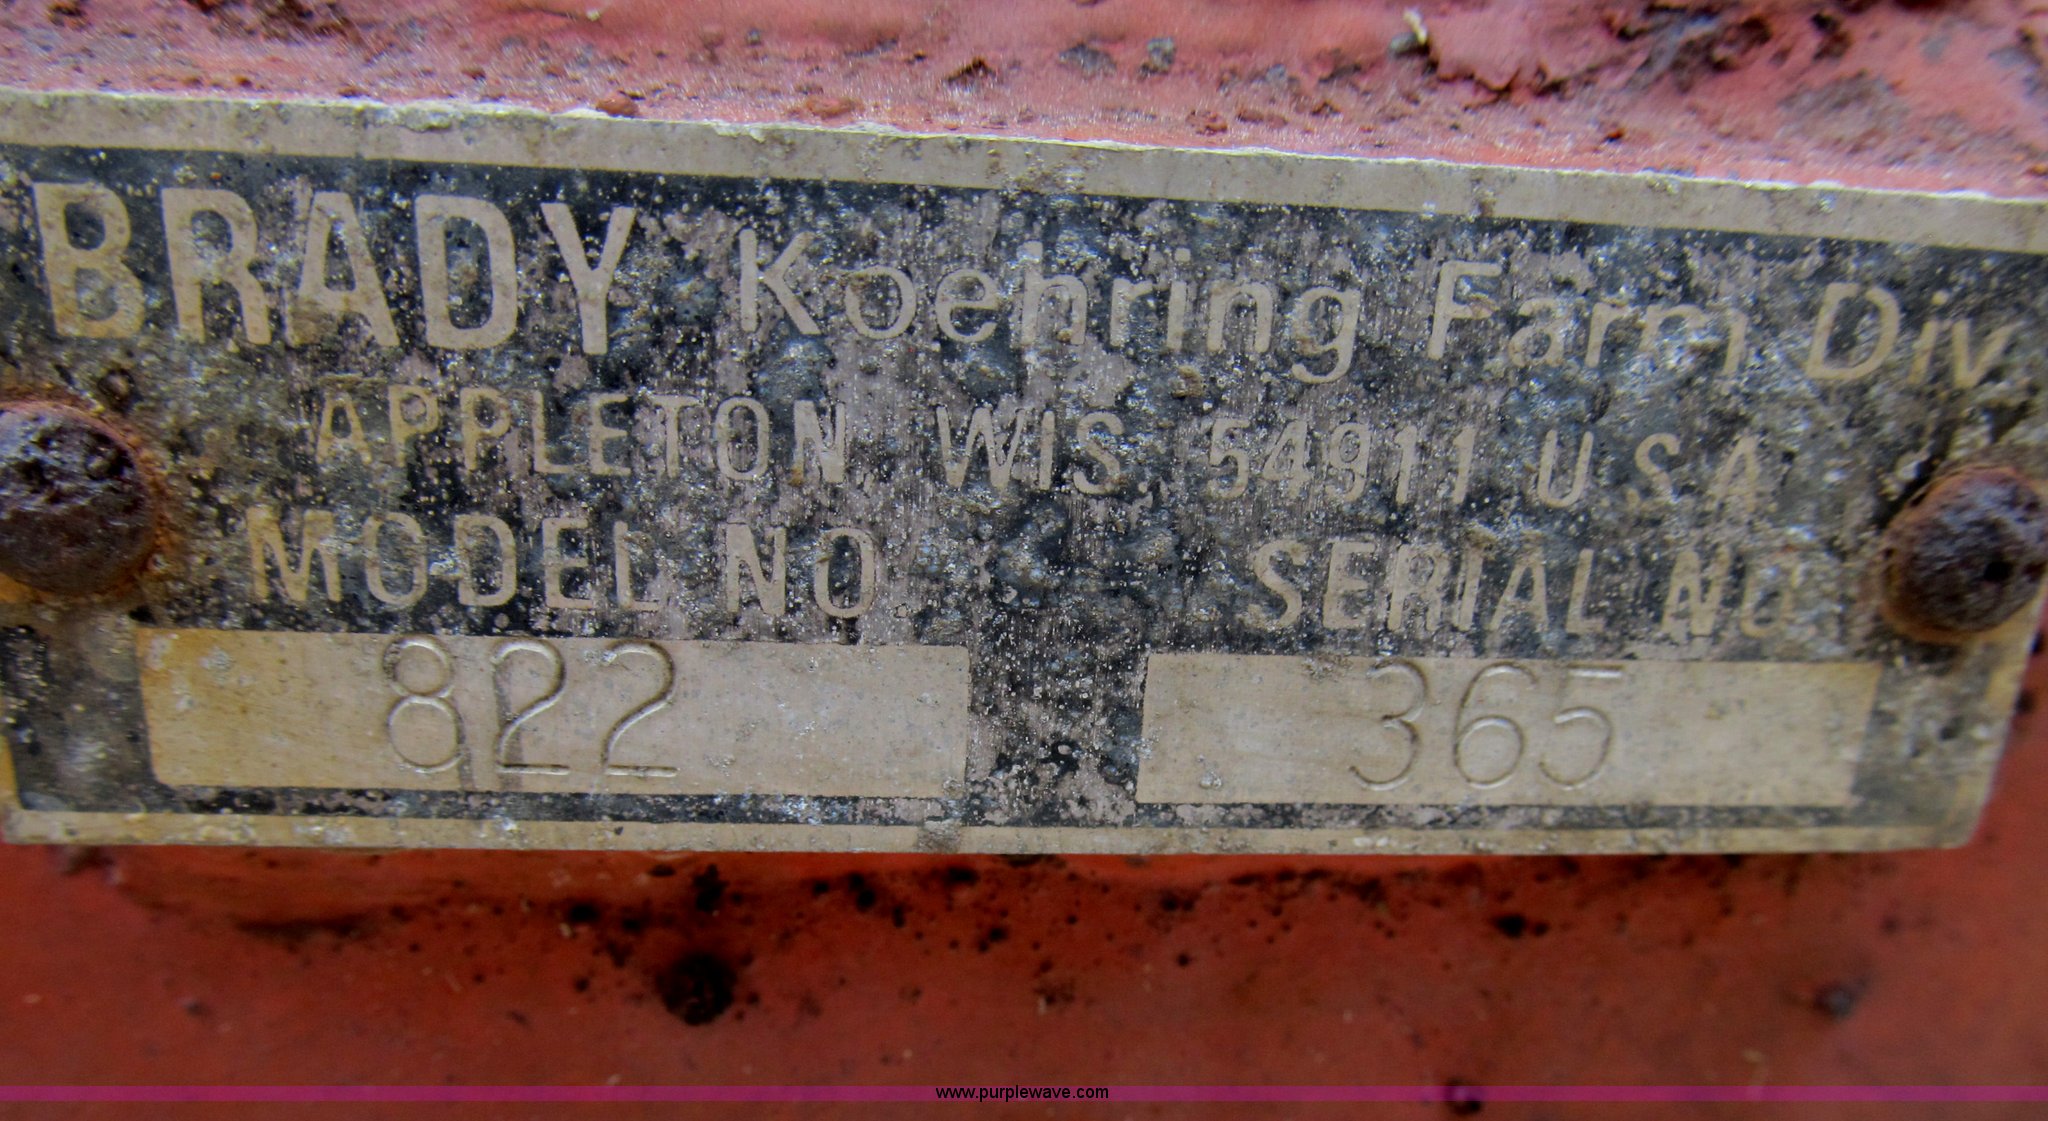 BRADY Koehring Farm Div
APPLETON, WIS. 54911 U.S.A.
MODEL NO. SERIAL NO.
822 365
www.purplewave.com